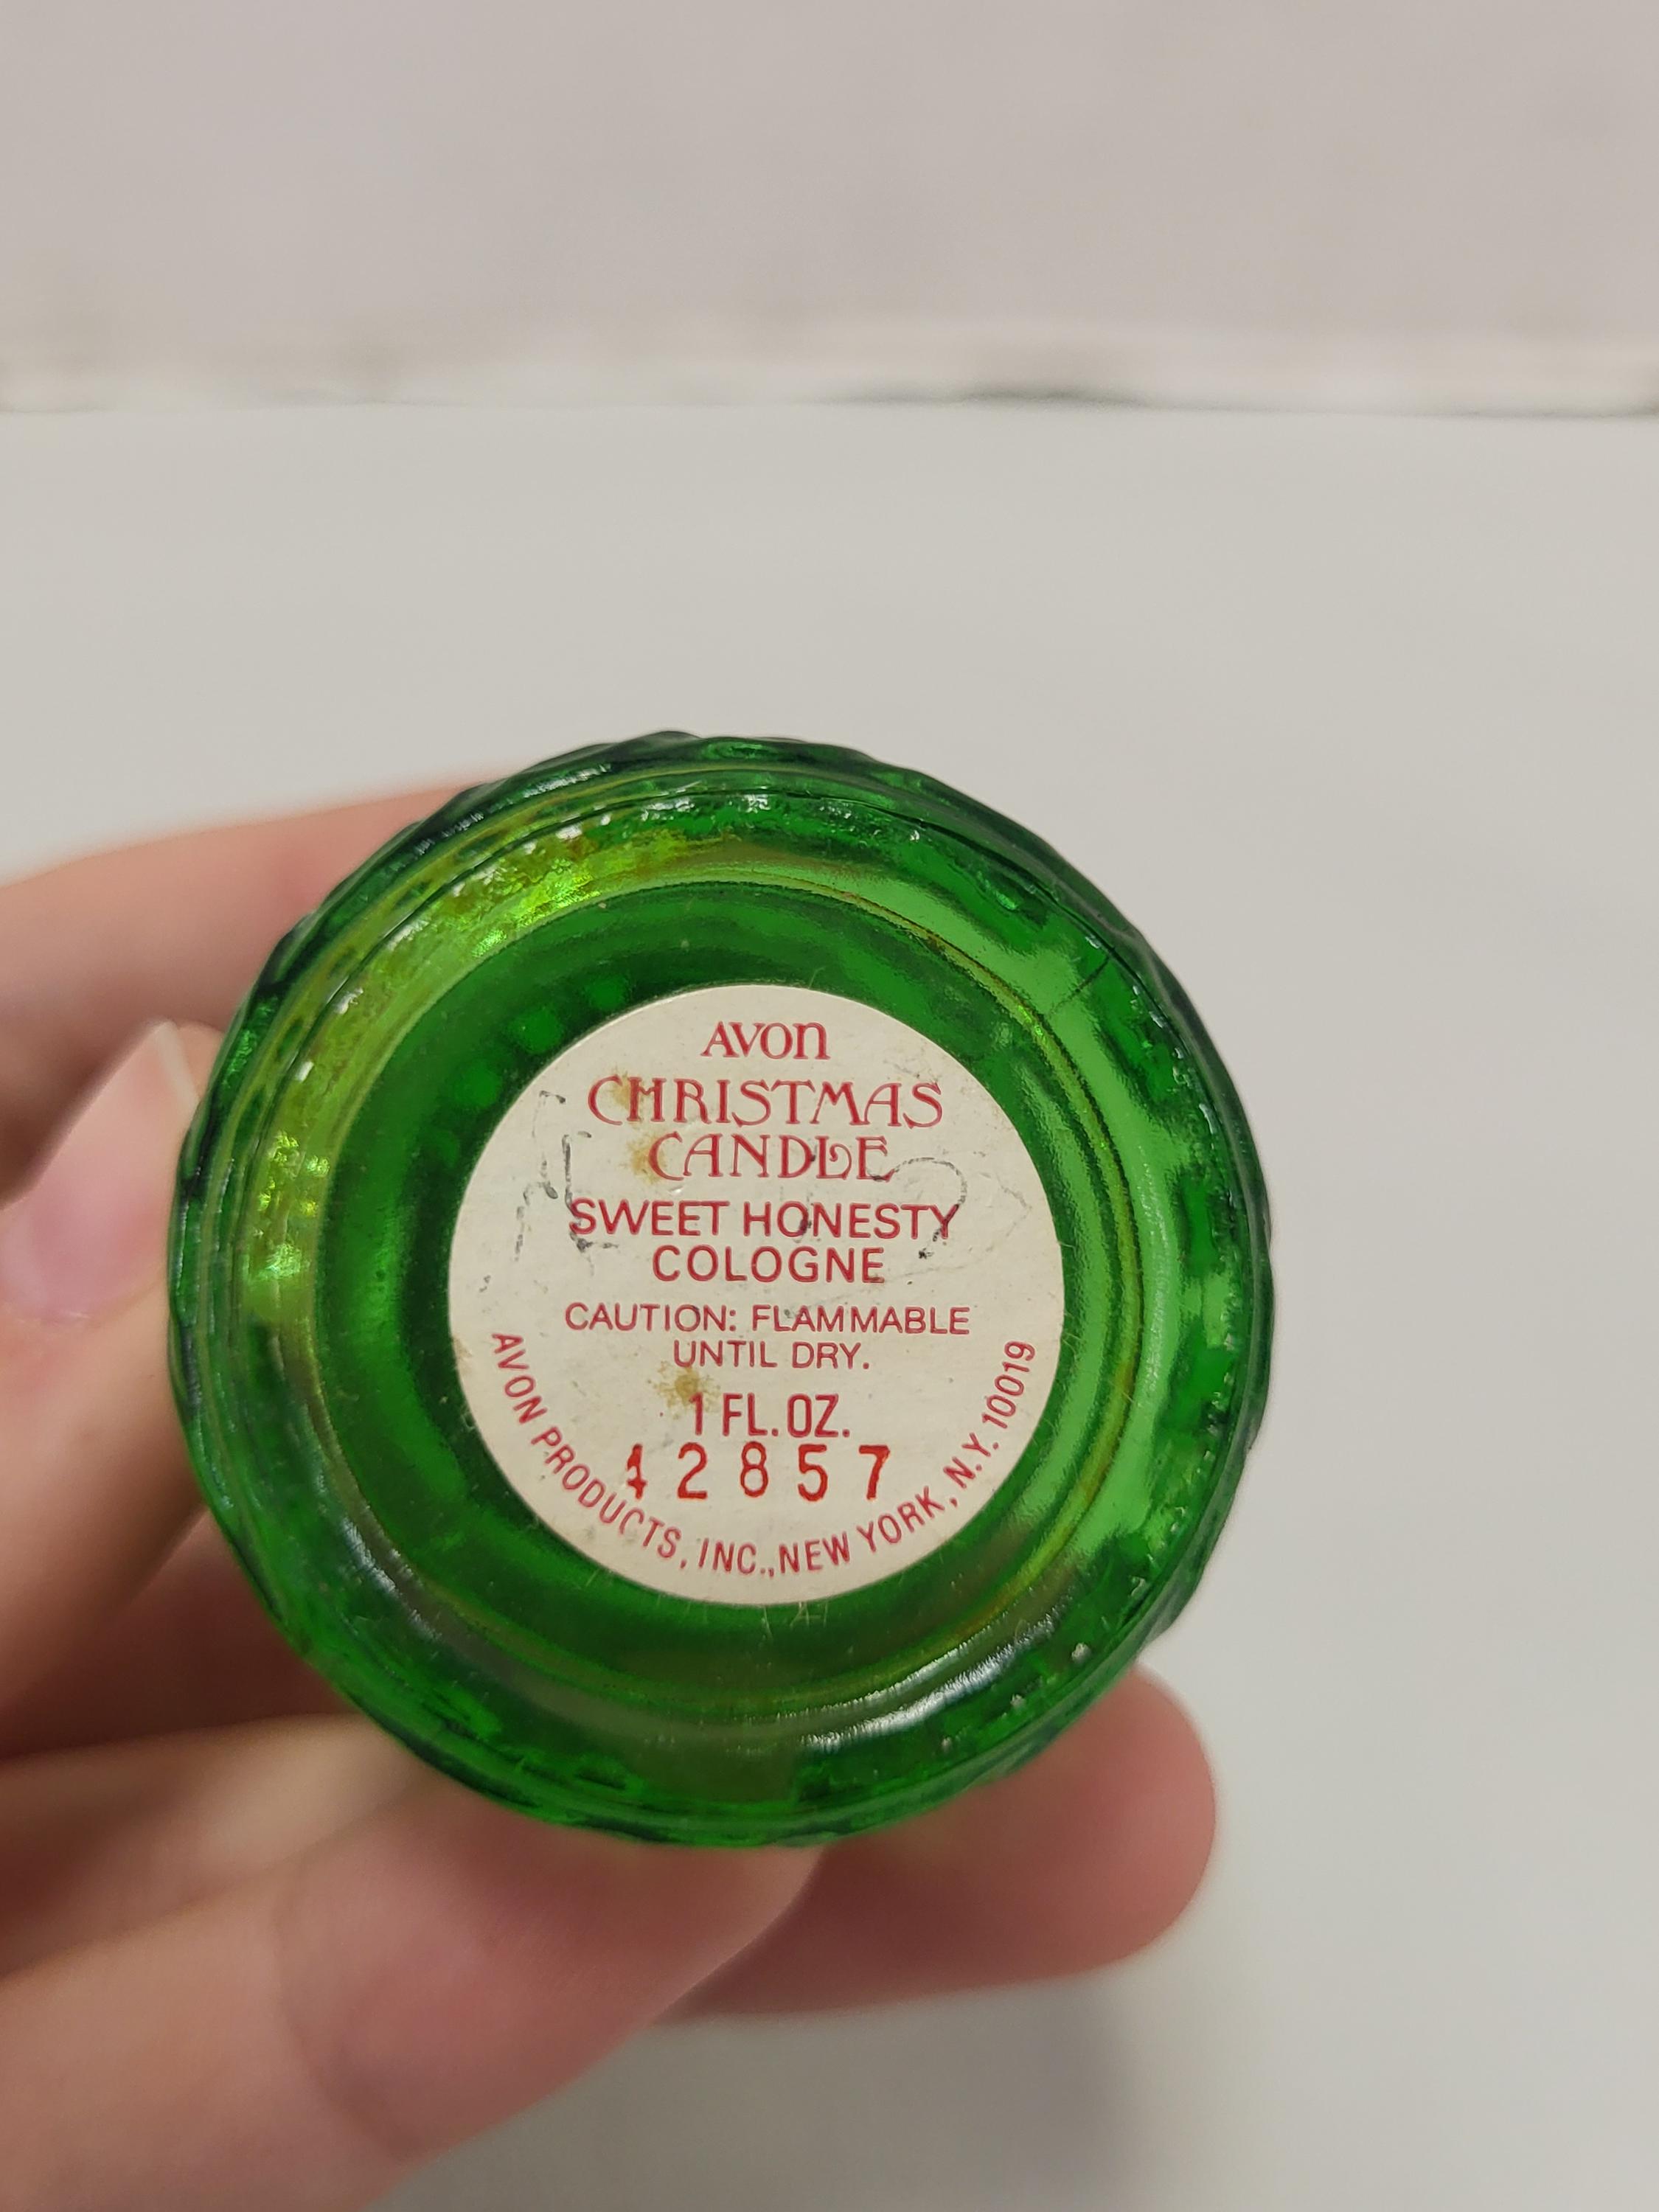 AVON
CHRISTMAS
CANDLE
SWEET HONESTY
COLOGNE
CAUTION: FLAMMABLE
UNTIL DRY.
1 FL. OZ.
42857
AVON PRODUCTS, INC., NEW YORK, N.Y. 10019